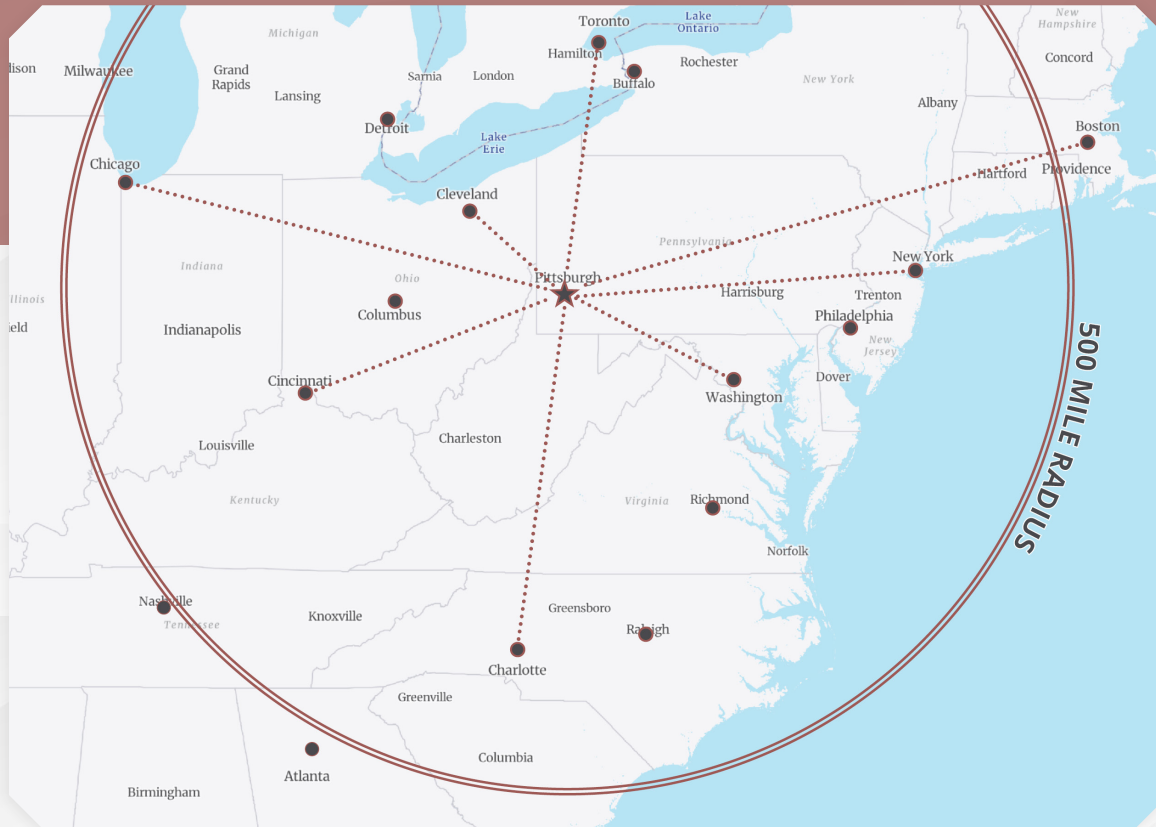 Toronto
Lake
Ontario
New
Hampshire
Michigan
Hamilton
Concord
dison
Milwaukee
Grand
Rapids
Sarnia
London
Rochester
Buffalo
New York
Lansing
Albany
Detroit
Boston
Lake
Erie
Chicago
Hartford
Providence
Cleveland
Pennsylvania
New York
Indiana
Ohio
Pittsburgh
Harrisburg
Trenton
llinois
Columbus
Philadelphia
ield
Indianapolis
New
Jersey
500 MILE RADIUS
Cincinnati
Dover
Washington
Louisville
Charleston
Kentucky
Virginia
Richmond
Norfolk
Nashville
Tennessee
Knoxville
Greensboro
Raleigh
Charlotte
Greenville
Columbia
Atlanta
Birmingham